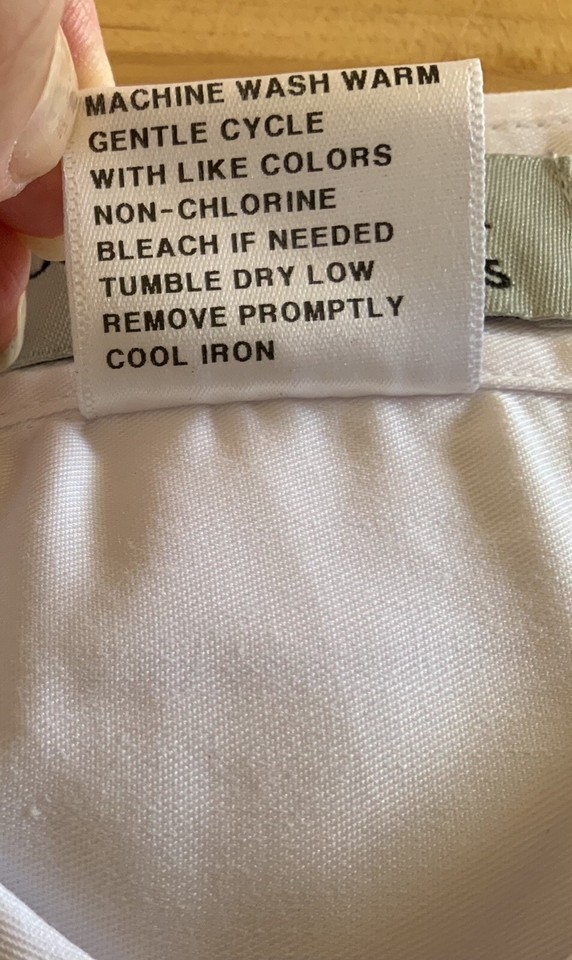 MACHINE WASH WARM
GENTLE CYCLE
WITH LIKE COLORS
NON-CHLORINE
BLEACH IF NEEDED
TUMBLE DRY LOW
REMOVE PROMPTLY
COOL IRON